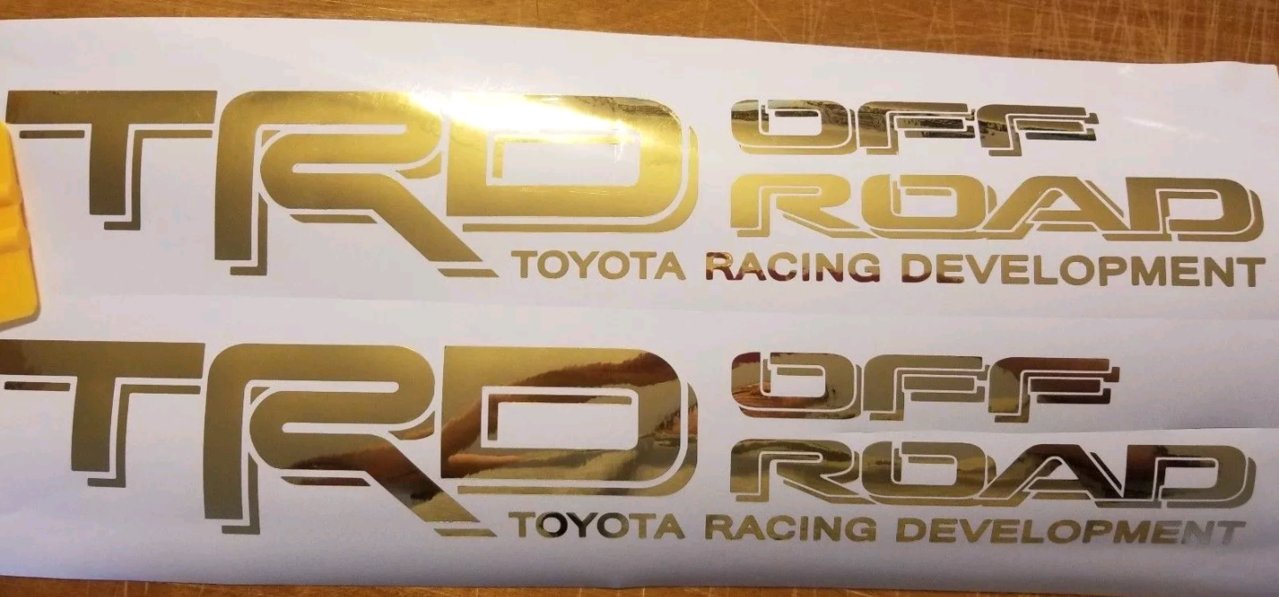 TRD OFF
ROAD
TOYOTA RACING DEVELOPMENT
TRD OFF
ROAD
TOYOTA RACING DEVELOPMENT